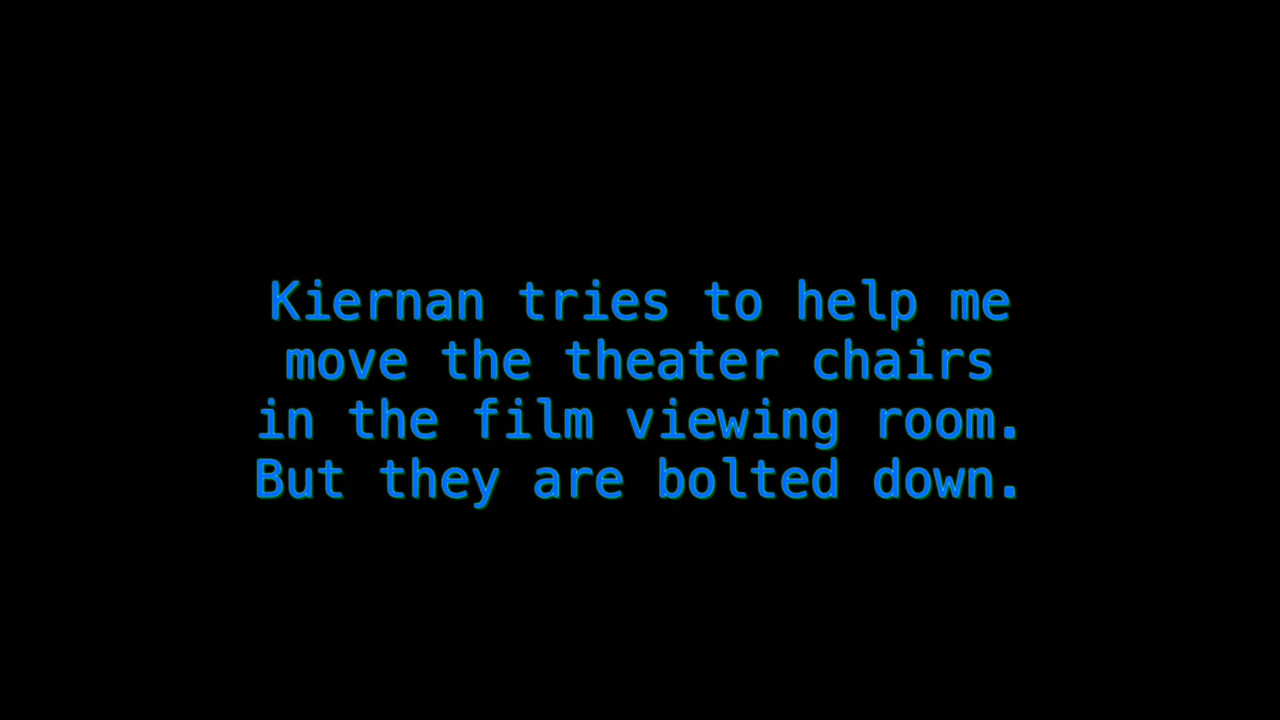 Kiernan tries to help me
move the theater chairs
in the film viewing room.
But they are bolted down.